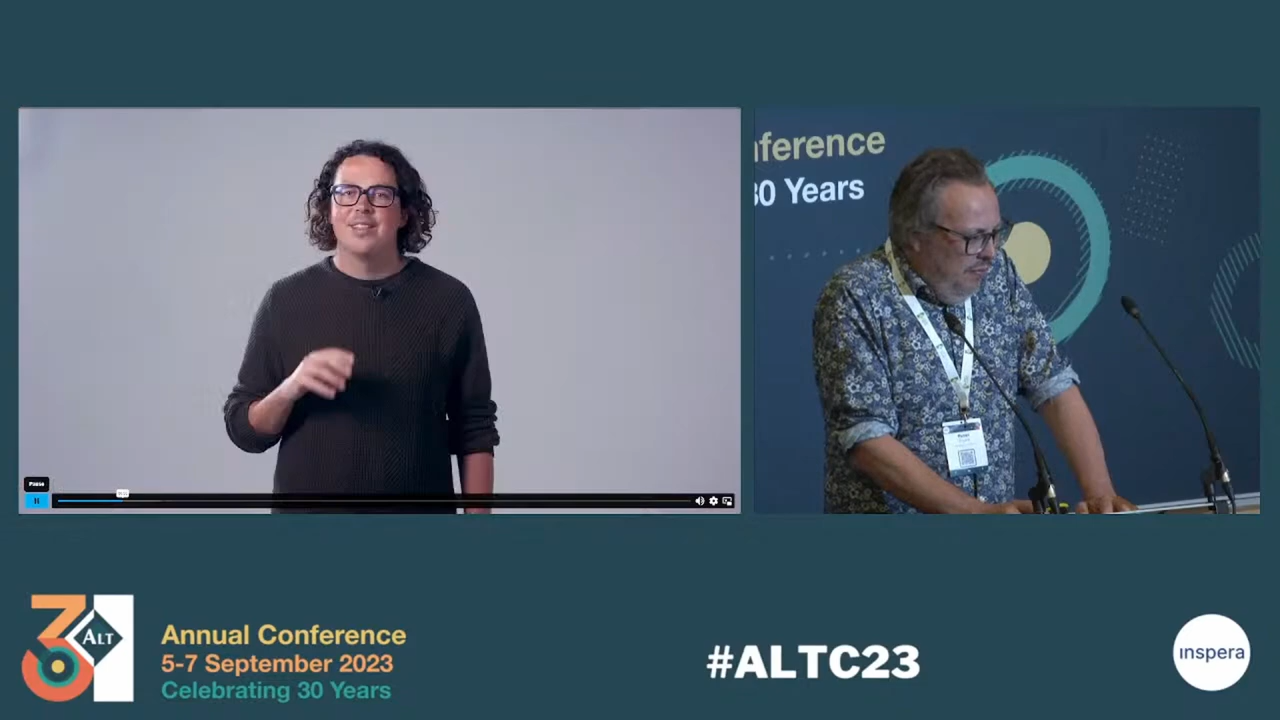 nference
30 Years
Pause
ALT
Annual Conference
5-7 September 2023
Celebrating 30 Years
#ALTC23
inspera